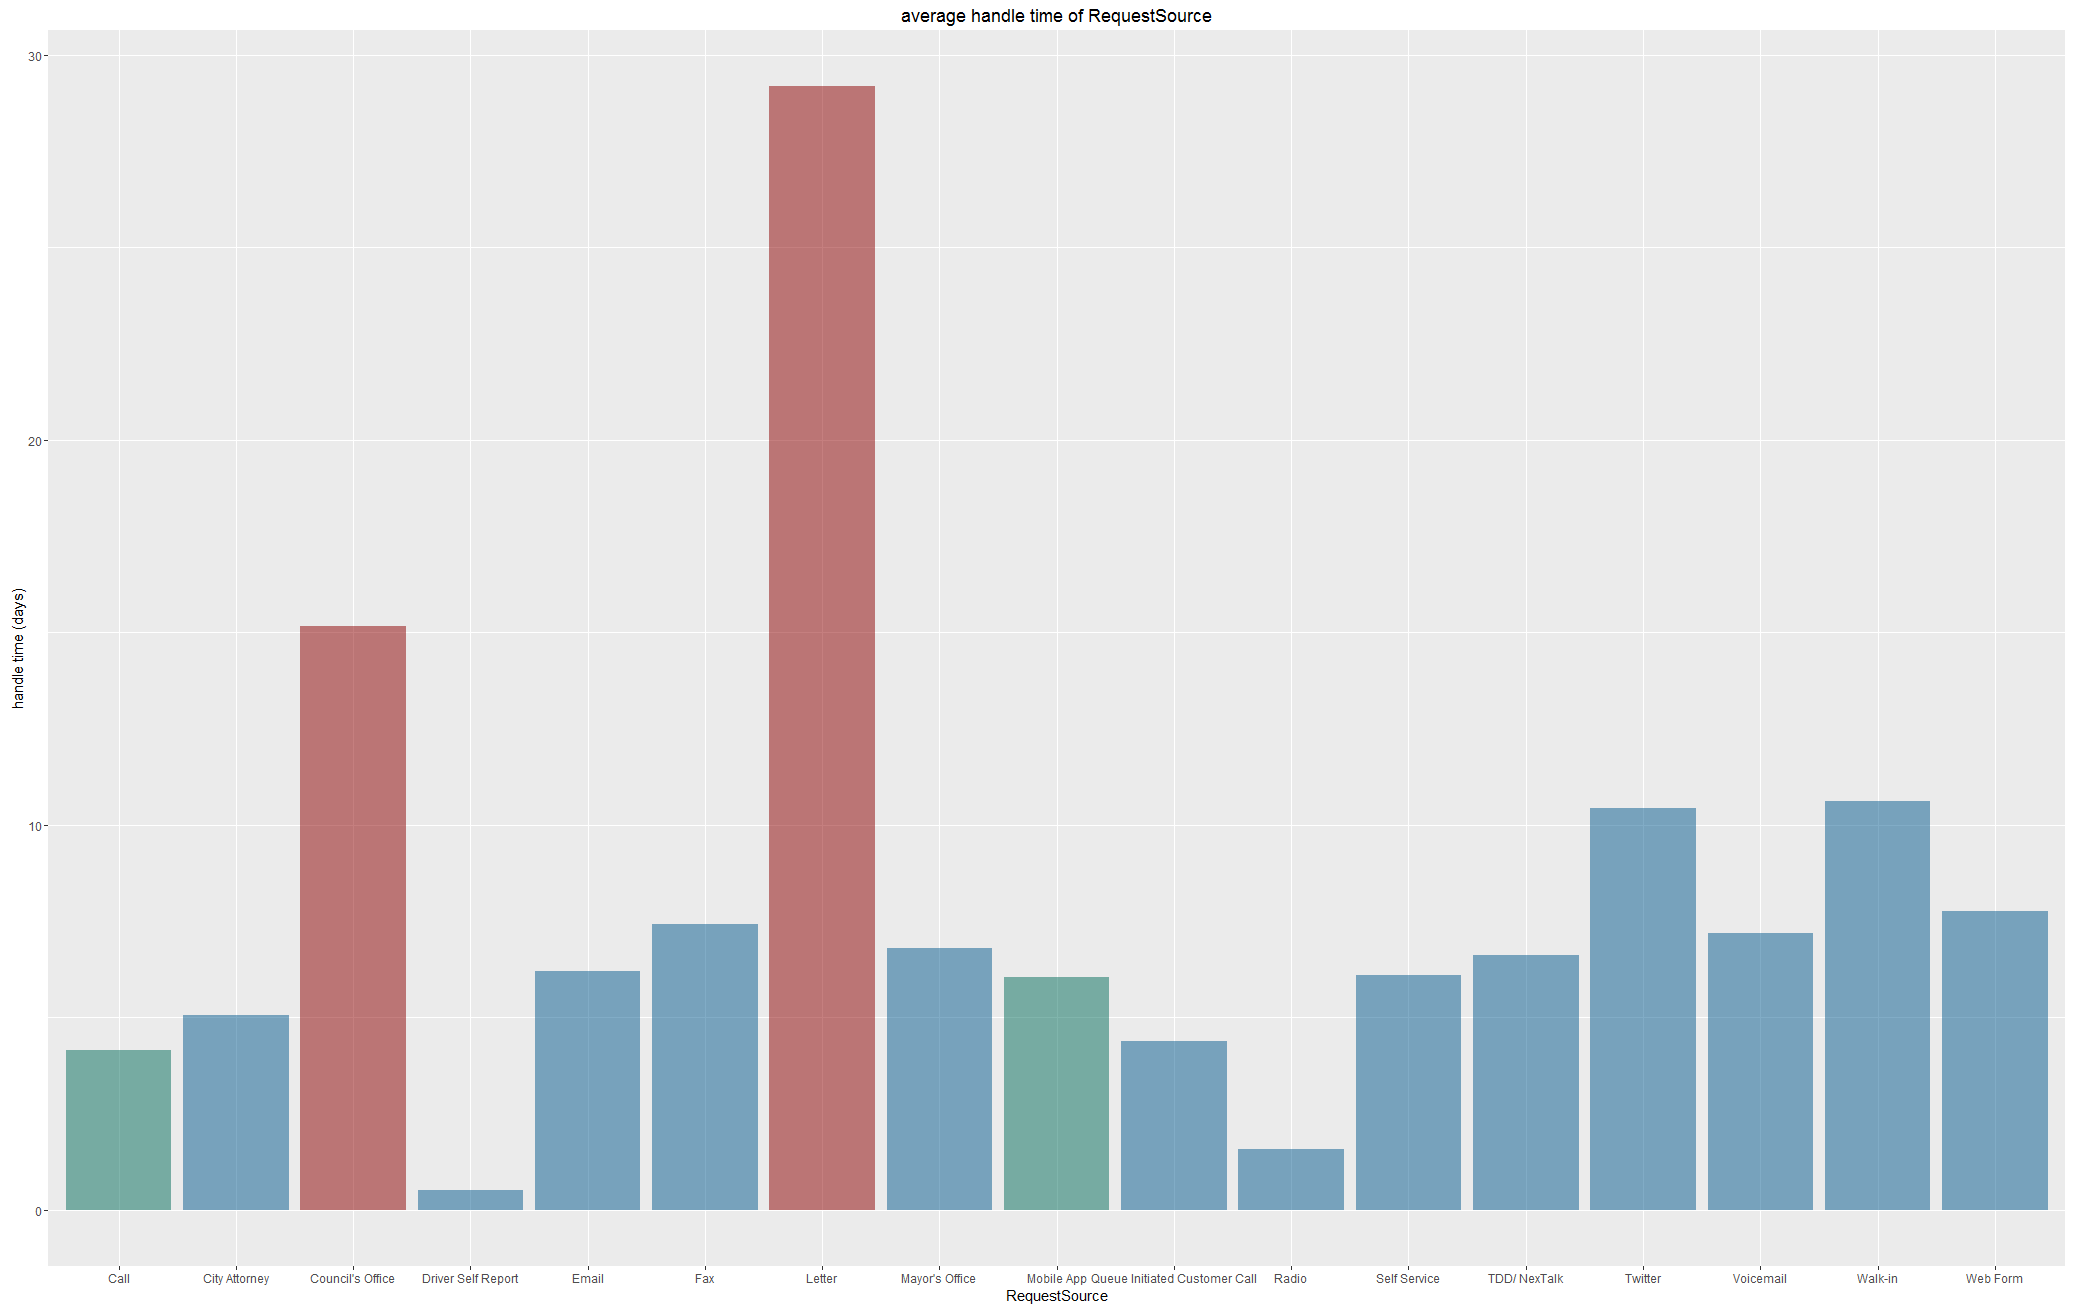 average handle time of RequestSource
30
20
10
0
handle time (days)
Call City Attorney Council's Office Driver Self Report Email Fax Letter Mayor's Office Mobile App Queue Initiated Customer Call Radio Self Service TDD/ NexTalk Twitter Voicemail Walk-in Web Form
RequestSource